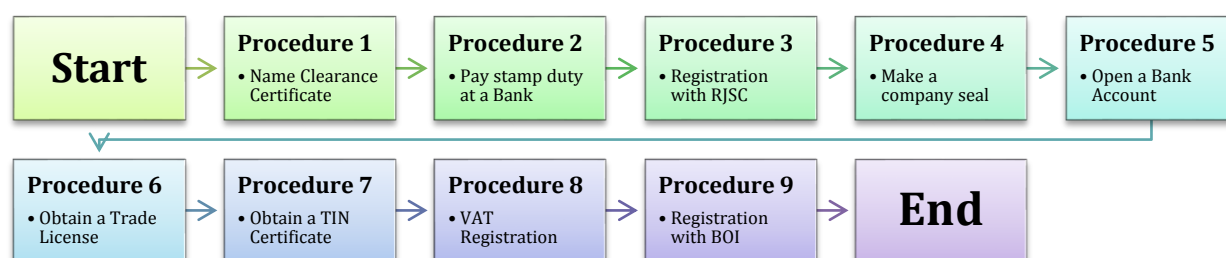 Start
Procedure 1
• Name Clearance
Certificate
Procedure 2
• Pay stamp duty
at a Bank
Procedure 3
• Registration
with RJSC
Procedure 4
• Make a
company seal
Procedure 5
• Open a Bank
Account
Procedure 6
• Obtain a Trade
License
Procedure 7
• Obtain a TIN
Certificate
Procedure 8
• VAT
Registration
Procedure 9
• Registration
with BOI
End